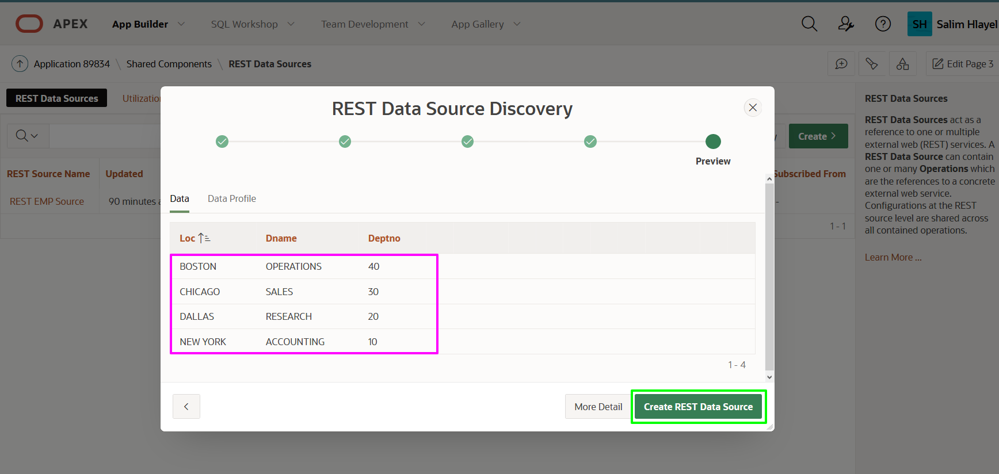 APEX App Builder SQL Workshop Team Development App Gallery SH Salim Hlayel
Application 89834 \ Shared Components \ REST Data Sources Edit Page 3
REST Data Sources
REST Data Source Discovery
Preview
Create
REST Source Name Updated Subscribed From
REST EMP Source 90 minutes -
1 - 1
Data Data Profile
Loc Dname Deptno
BOSTON OPERATIONS 40
CHICAGO SALES 30
DALLAS RESEARCH 20
NEW YORK ACCOUNTING 10
1 - 4
More Detail Create REST Data Source
REST Data Sources
REST Data Sources act as a
reference to one or multiple
external web (REST) services. A
REST Data Source can contain
one or many Operations which
are the references to a concrete
external web service.
Configurations at the REST
source level are shared across
all contained operations.
Learn More ...